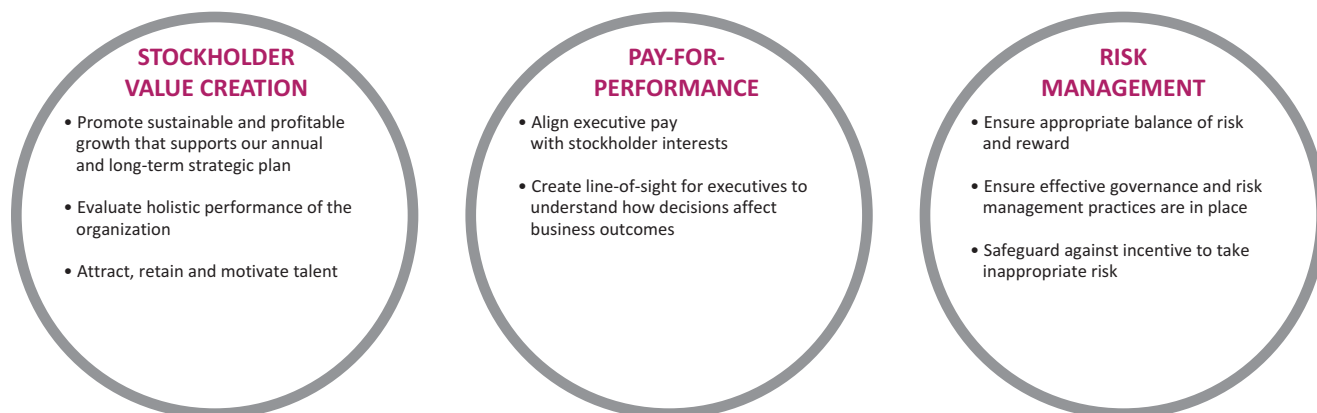 STOCKHOLDER
VALUE CREATION
• Promote sustainable and profitable
growth that supports our annual
and long-term strategic plan
• Evaluate holistic performance of the
organization
• Attract, retain and motivate talent
PAY-FOR-
PERFORMANCE
• Align executive pay
with stockholder interests
• Create line-of-sight for executives to
understand how decisions affect
business outcomes
RISK
MANAGEMENT
• Ensure appropriate balance of risk
and reward
• Ensure effective governance and risk
management practices are in place
• Safeguard against incentive to take
inappropriate risk